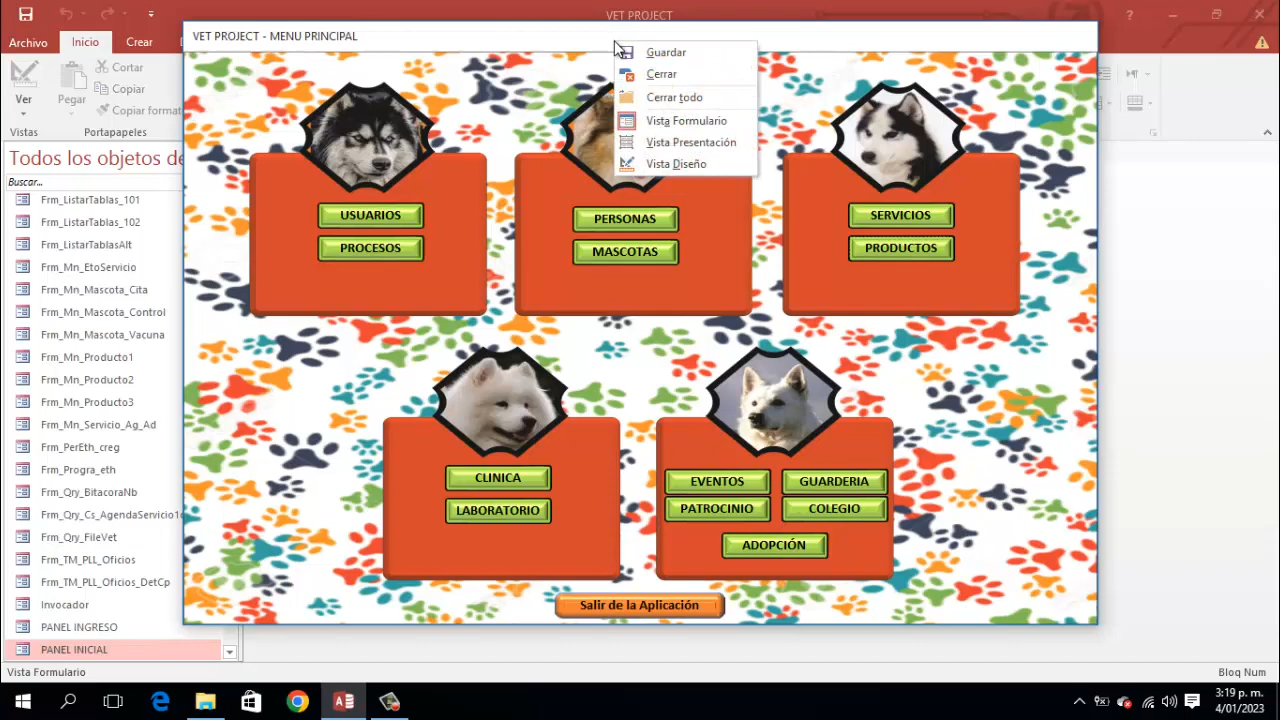 VET PROJECT
?
Archivo
Inicio
Crear
Ver
Pegar
Cortar
Copiar
Copiar format
Vistas
Portapapeles
Todos los objetos de
Buscar...
Frm_ListarTablas_101
Frm_ListarTablas_102
Frm_ListarTablasAlt
Frm_Mn_EtoServicio
Frm_Mn_Mascota_Cita
Frm_Mn_Mascota_Control
Frm_Mn_Mascota_Vacuna
Frm_Mn_Producto1
Frm_Mn_Producto2
Frm_Mn_Producto3
Frm_Mn_Servicio_Ag_Ad
Frm_PerEth_creg
Frm_Progra_eth
Frm_Qry_BitacoraNb
Frm_Qry_Cs_AgendaServicio1
Frm_Qry_FileVet
Frm_TM_PLL_Oficios
Frm_TM_PLL_Oficios_DetCp
Invocador
PANEL INGRESO
PANEL INICIAL
VET PROJECT - MENU PRINCIPAL
Guardar
Cerrar
Cerrar todo
Vista Formulario
Vista Presentación
Vista Diseño
USUARIOS
PROCESOS
PERSONAS
MASCOTAS
SERVICIOS
PRODUCTOS
CLINICA
LABORATORIO
EVENTOS
GUARDERIA
PATROCINIO
COLEGIO
ADOPCIÓN
Salir de la Aplicación
Vista Formulario
Bloq Num
3:19 p. m.
4/01/2023